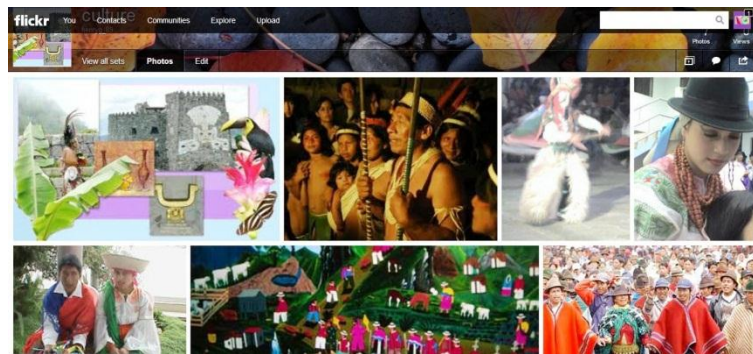 flickr You Contacts Communities Explore Upload
culture
Photos Views
View all sets Photos Edit